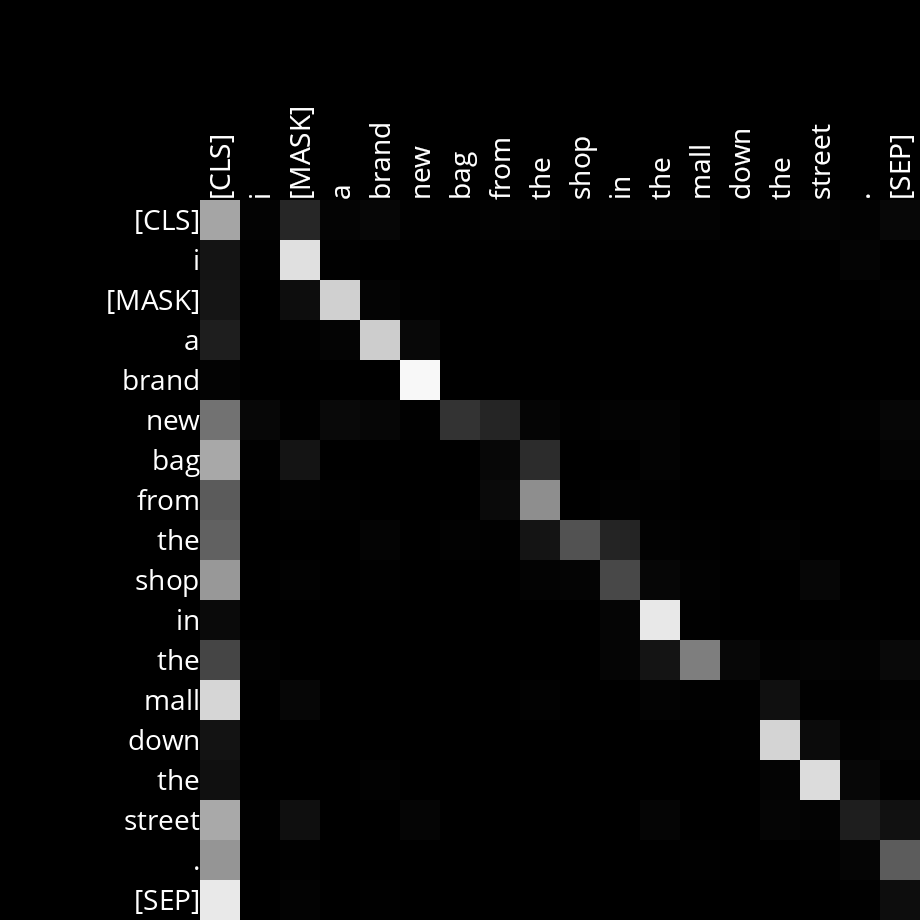 [CLS] i [MASK] a brand new bag from the shop in the mall down the street . [SEP]
[CLS]
i
[MASK]
a
brand
new
bag
from
the
shop
in
the
mall
down
the
street
.
[SEP]